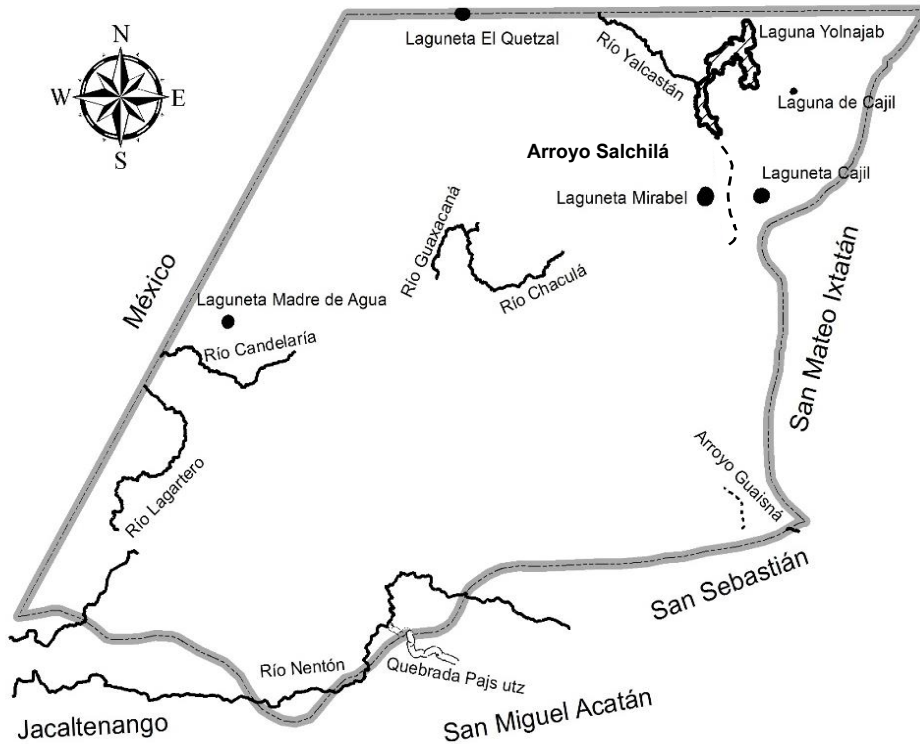 N
W
E
S
Laguneta El Quetzal
Río Yalcastán
Laguna Yolnajab
Laguna de Cajil
Arroyo Salchilá
Laguneta Mirabel
Laguneta Cajil
Río Guaxacaná
Río Chaculá
México
Laguneta Madre de Agua
Río Candelaría
San Mateo Ixtatán
Río Lagartero
Arroyo Guaisná
San Sebastián
Río Nentón
Quebrada Pajs utz
Jacaltenango
San Miguel Acatán